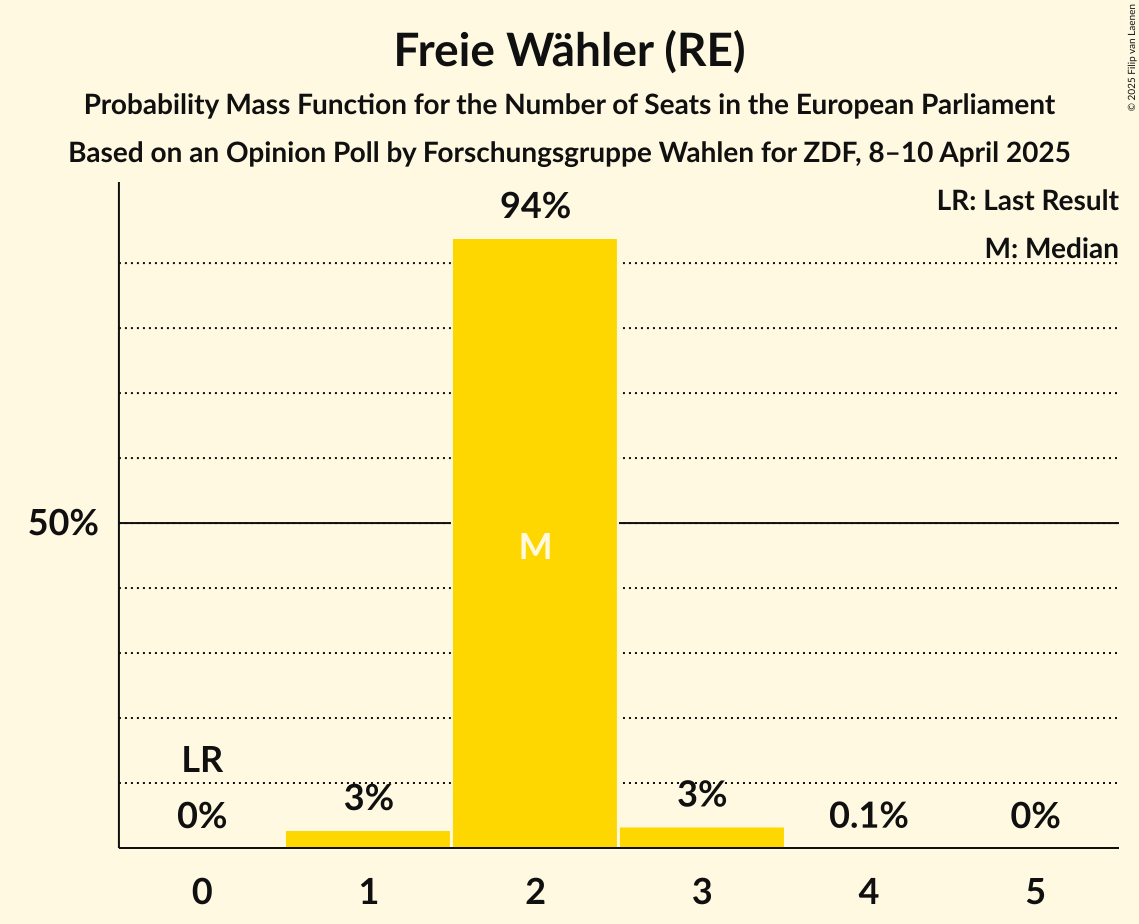 Freie Wähler (RE)
Probability Mass Function for the Number of Seats in the European Parliament
Based on an Opinion Poll by Forschungsgruppe Wahlen for ZDF, 8–10 April 2025
© 2025 Filip van Laenen
LR: Last Result
M: Median
94%
50%
M
LR
0%
3%
3%
0.1%
0%
0 1 2 3 4 5